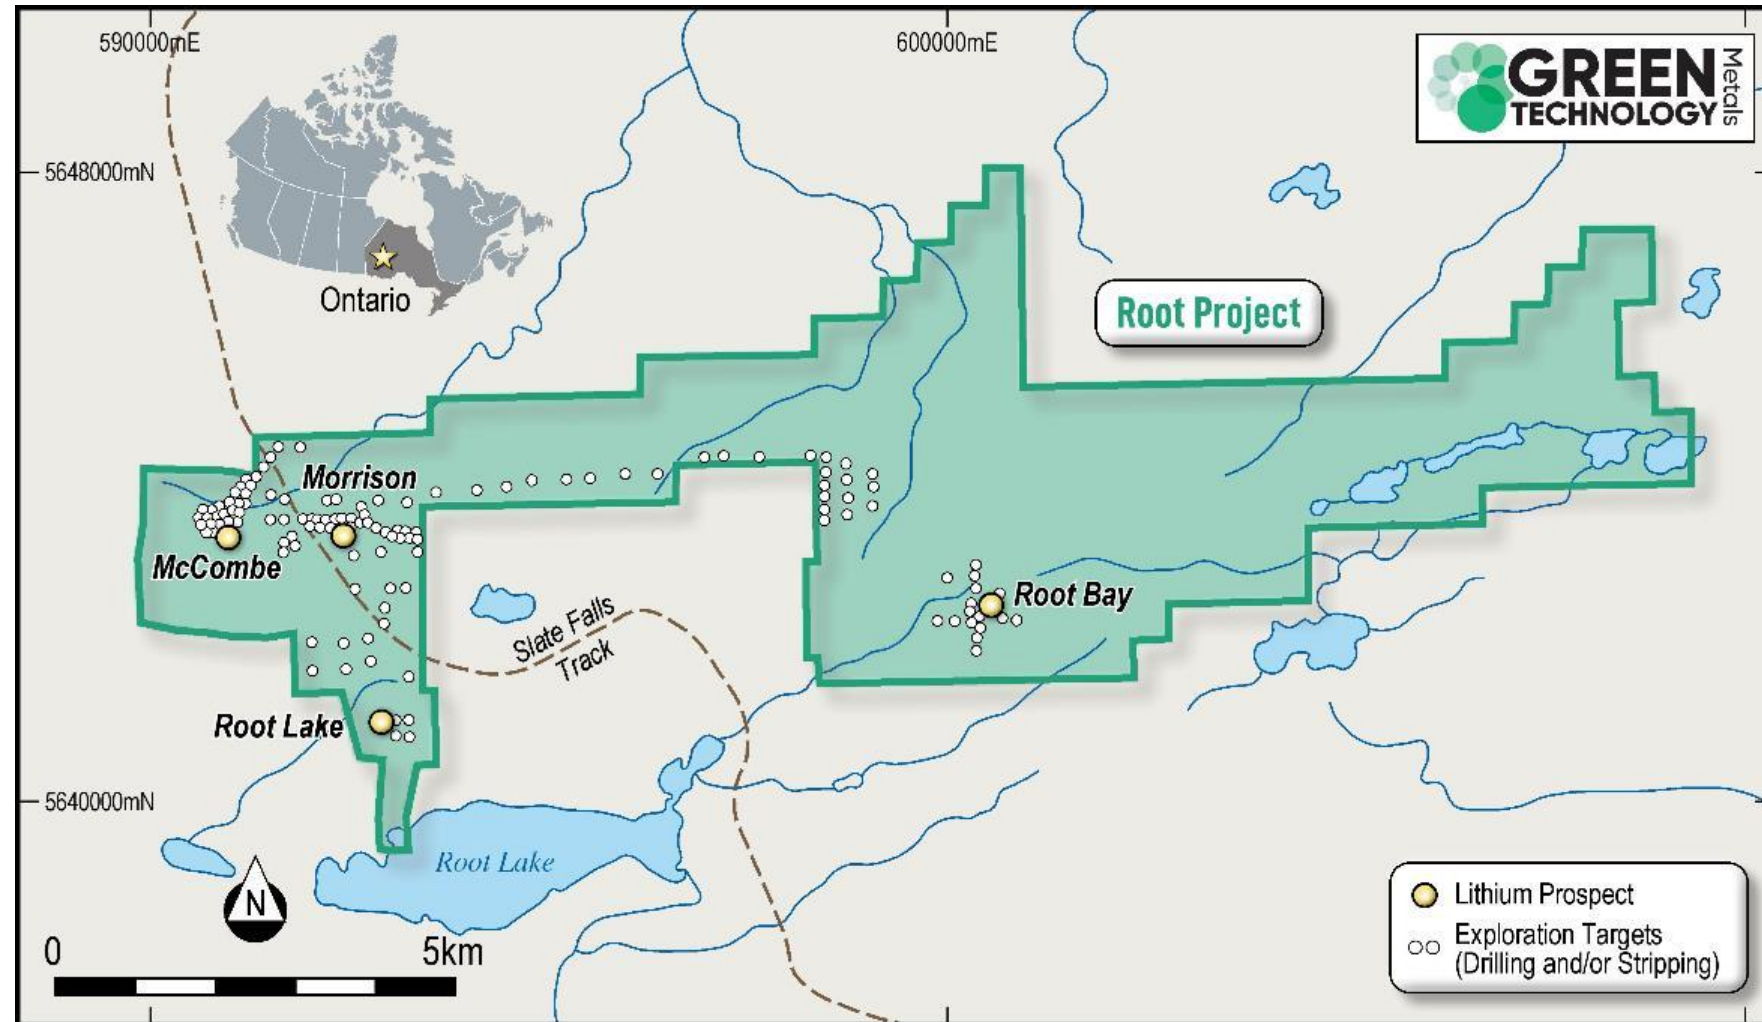 590000mE
600000mE
GREEN
TECHNOLOGY
Metals
5648000mN
Ontario
Root Project
Morrison
McCombe
Root Bay
Slate Falls
Track
Root Lake
5640000mN
Root Lake
N
0
5km
Lithium Prospect
Exploration Targets
(Drilling and/or Stripping)